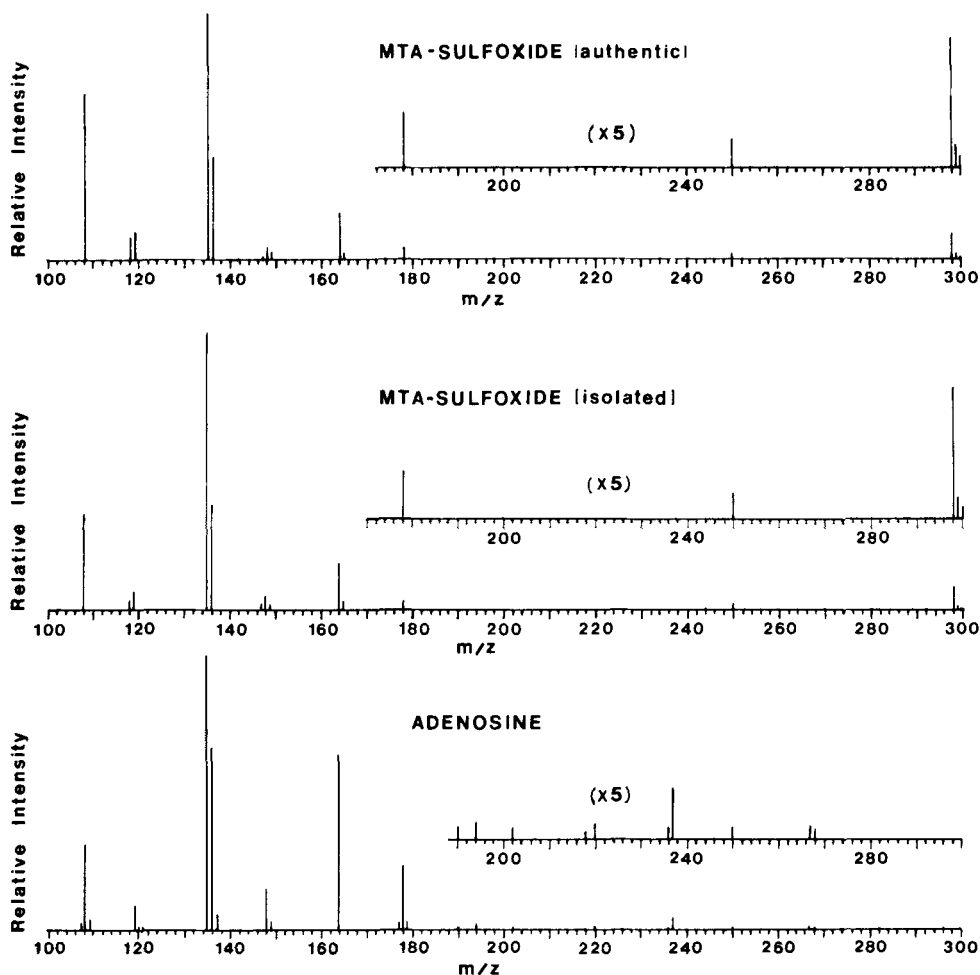 MTA-SULFOXIDE [authentic]
Relative Intensity
(x5)
200 240 280
100 120 140 160 180 200 220 240 260 280 300
m/z
MTA-SULFOXIDE [isolated]
Relative Intensity
(x5)
200 220 240 280
100 120 140 160 180 200 220 240 260 280 300
m/z
ADENOSINE
Relative Intensity
(x5)
200 240 280
100 120 140 160 180 200 220 240 260 280 300
m/z